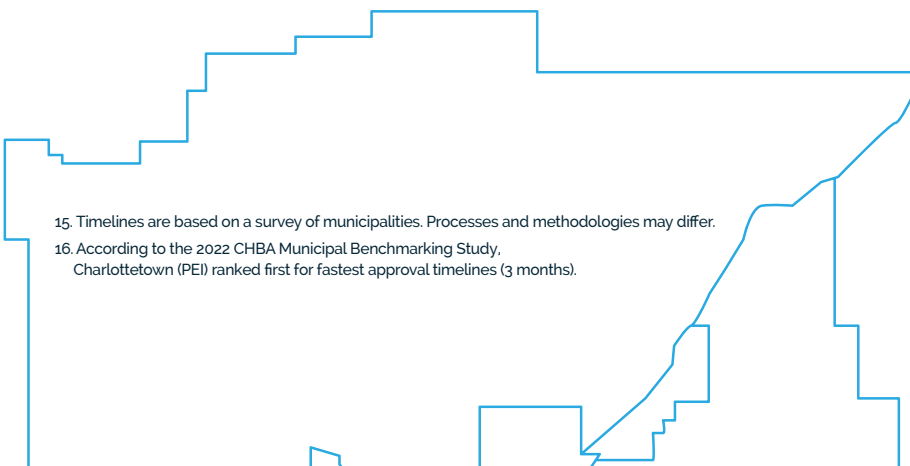 15. Timelines are based on a survey of municipalities. Processes and methodologies may differ.
16. According to the 2022 CHBA Municipal Benchmarking Study,
Charlottetown (PEI) ranked first for fastest approval timelines (3 months).